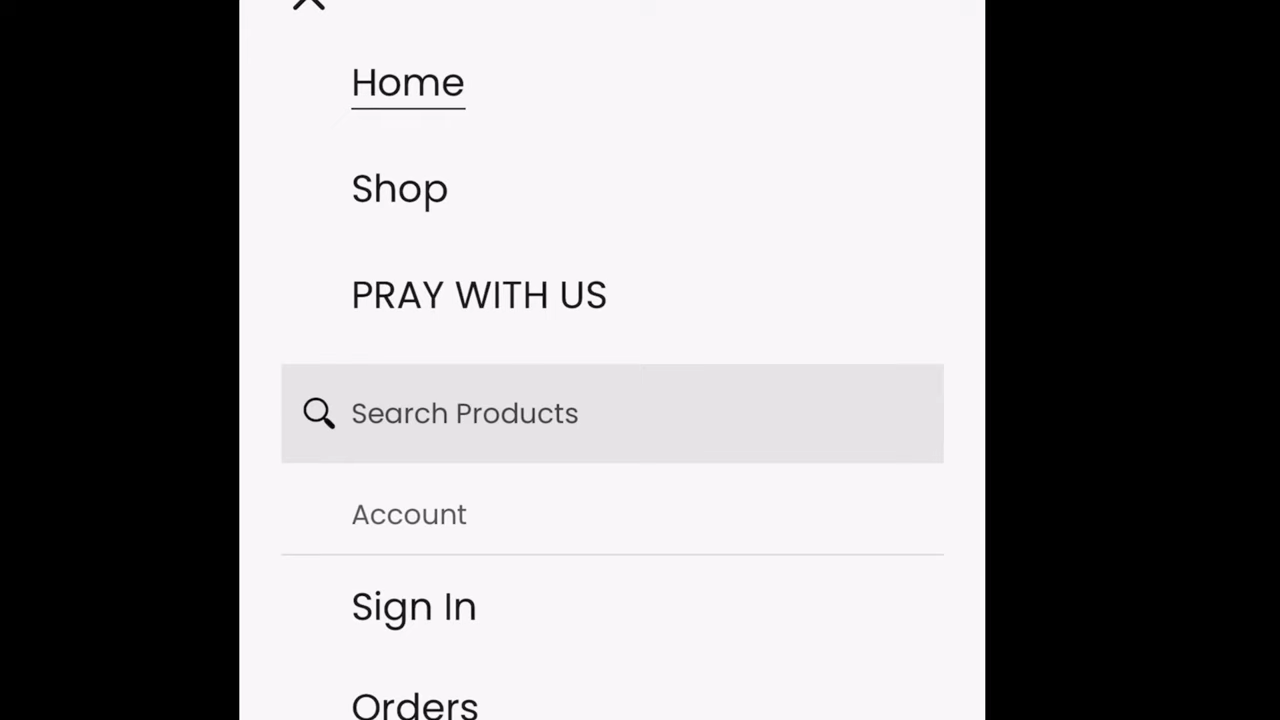 Home
Shop
PRAY WITH US
Search Products
Account
Sign In
Orders